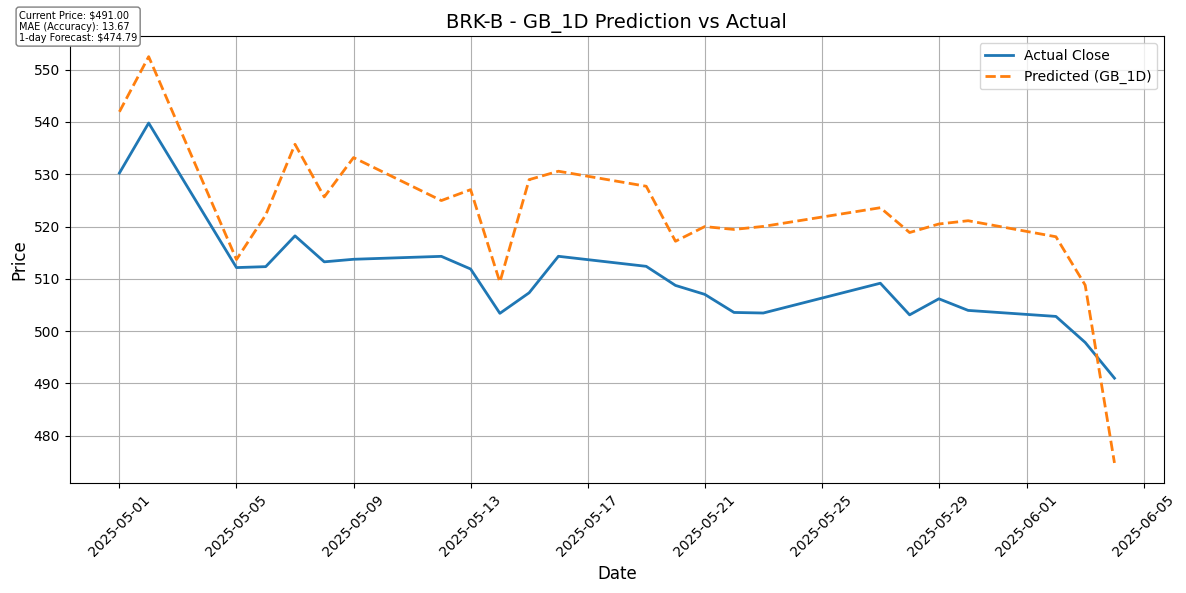 Current Price: $491.00
MAE (Accuracy): 13.67
1-day Forecast: $474.79
BRK-B - GB_1D Prediction vs Actual
Actual Close
Predicted (GB_1D)
Price
550
540
530
520
510
500
490
480
2025-05-01
2025-05-05
2025-05-09
2025-05-13
2025-05-17
2025-05-21
2025-05-25
2025-05-29
2025-06-01
2025-06-05
Date